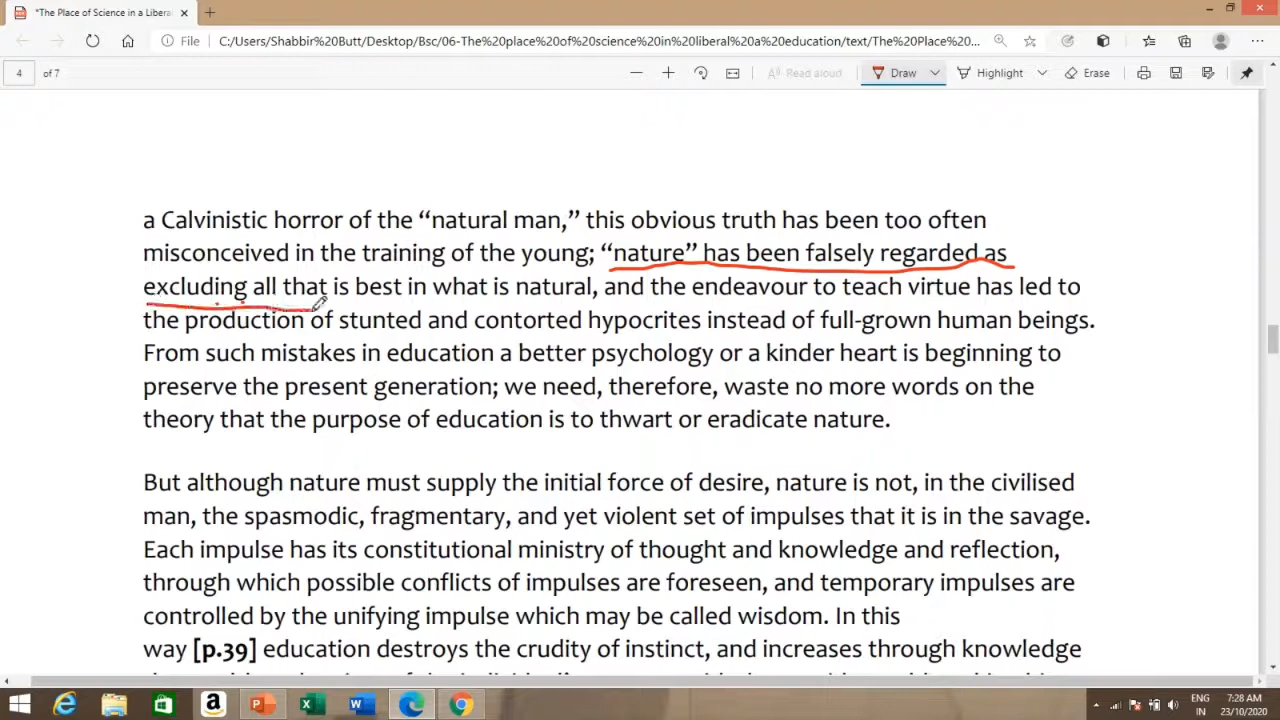 "The Place of Science in a Libera
File
C:/Users/Shabbir%20Butt/Desktop/Bsc/06-The%20place%20of%20science%20in%20liberal%20a%20education/text/The%20Place%20...
4 of 7
Read aloud
Draw
Highlight
Erase
a Calvinistic horror of the “natural man,” this obvious truth has been too often
misconceived in the training of the young; “nature” has been falsely regarded as
excluding all that is best in what is natural, and the endeavour to teach virtue has led to
the production of stunted and contorted hypocrites instead of full-grown human beings.
From such mistakes in education a better psychology or a kinder heart is beginning to
preserve the present generation; we need, therefore, waste no more words on the
theory that the purpose of education is to thwart or eradicate nature.
But although nature must supply the initial force of desire, nature is not, in the civilised
man, the spasmodic, fragmentary, and yet violent set of impulses that it is in the savage.
Each impulse has its constitutional ministry of thought and knowledge and reflection,
through which possible conflicts of impulses are foreseen, and temporary impulses are
controlled by the unifying impulse which may be called wisdom. In this
way [p.39] education destroys the crudity of instinct, and increases through knowledge
ENG
7:28 AM
IN
23/10/2020